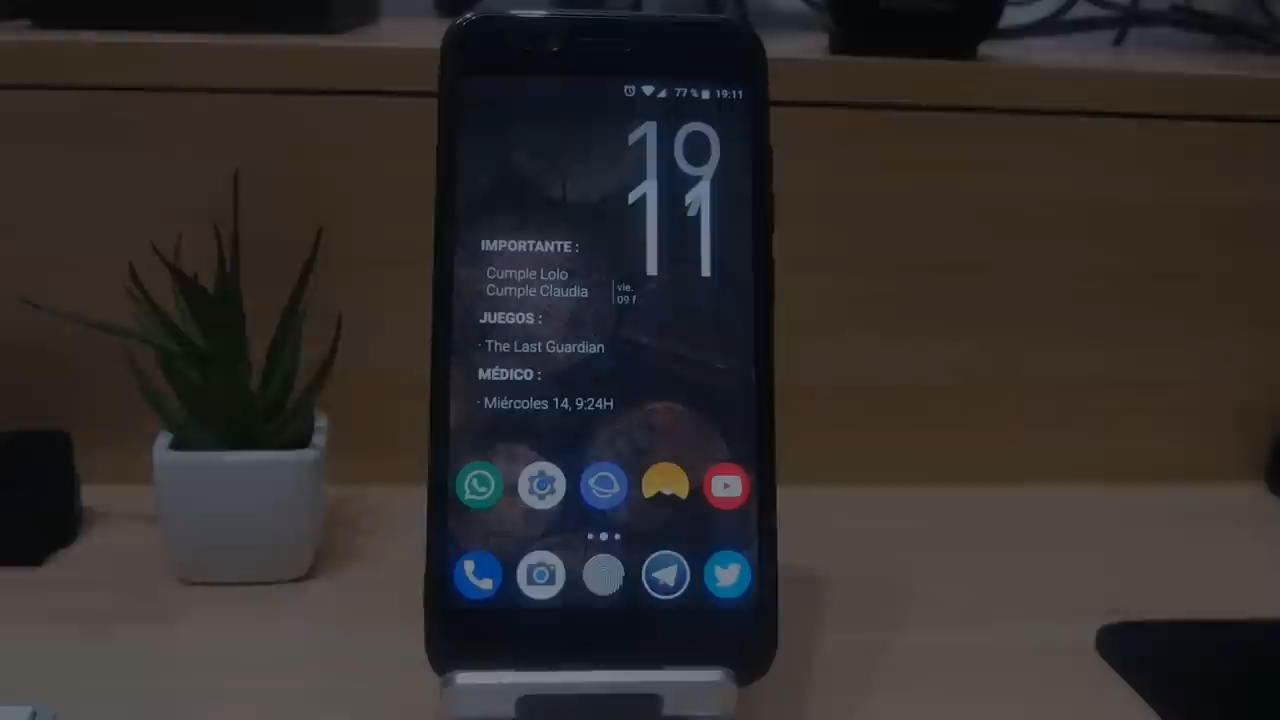 77 % 19:11
19
11
IMPORTANTE :
Cumple Lolo
Cumple Claudia
vie.
09 f
JUEGOS :
· The Last Guardian
MÉDICO :
· Miércoles 14, 9:24H